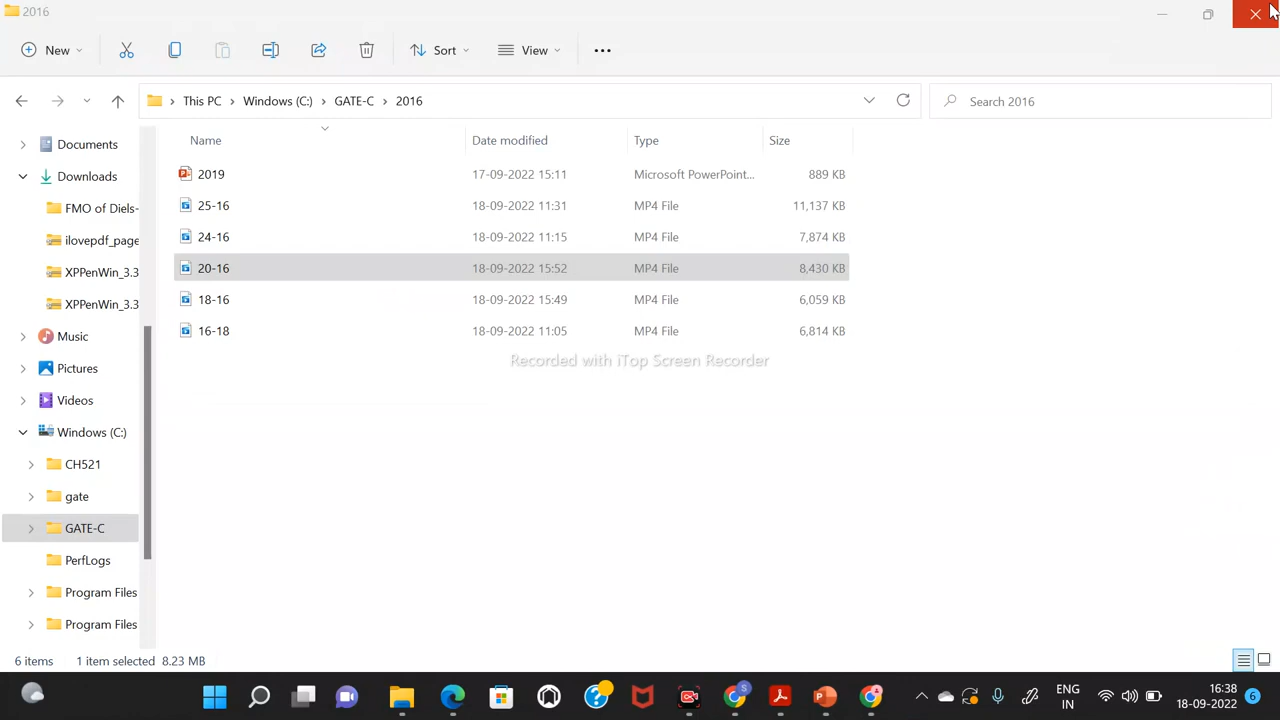 2016
New
Sort
View
This PC > Windows (C:) > GATE-C > 2016
Search 2016
Documents
Downloads
FMO of Diels-
ilovepdf_page
XPPenWin_3.3
XPPenWin_3.3
Music
Pictures
Videos
Windows (C:)
CH521
gate
GATE-C
PerfLogs
Program Files
Program Files
Name Date modified Type Size
2019 17-09-2022 15:11 Microsoft PowerPoint... 889 KB
25-16 18-09-2022 11:31 MP4 File 11,137 KB
24-16 18-09-2022 11:15 MP4 File 7,874 KB
20-16 18-09-2022 15:52 MP4 File 8,430 KB
18-16 18-09-2022 15:49 MP4 File 6,059 KB
16-18 18-09-2022 11:05 MP4 File 6,814 KB
Recorded with iTop Screen Recorder
6 items 1 item selected 8.23 MB
ENG
IN
16:38
18-09-2022
6